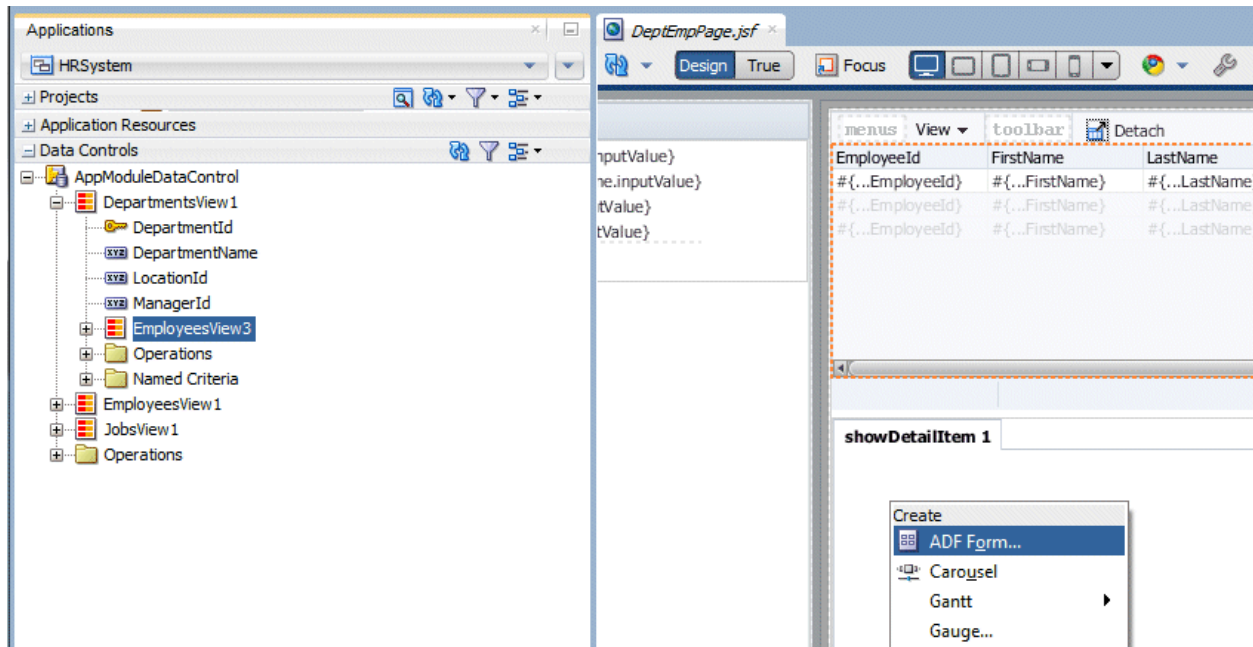 Applications
HRSystem
Projects
Application Resources
Data Controls
AppModuleDataControl
DepartmentsView1
DepartmentId
DepartmentName
LocationId
ManagerId
EmployeesView3
Operations
Named Criteria
EmployeesView1
JobsView1
Operations
DeptEmpPage.jsf
Design True Focus
nputValue}
ne.inputValue}
tValue}
tValue}
menus View toolbar Detach
EmployeeId FirstName LastName
#{...EmployeeId} #{...FirstName} #{...LastName
#{...EmployeeId} #{...FirstName} #{...LastName
#{...EmployeeId} #{...FirstName} #{...LastName
showDetailItem 1
Create
ADF Form...
Carousel
Gantt
Gauge...